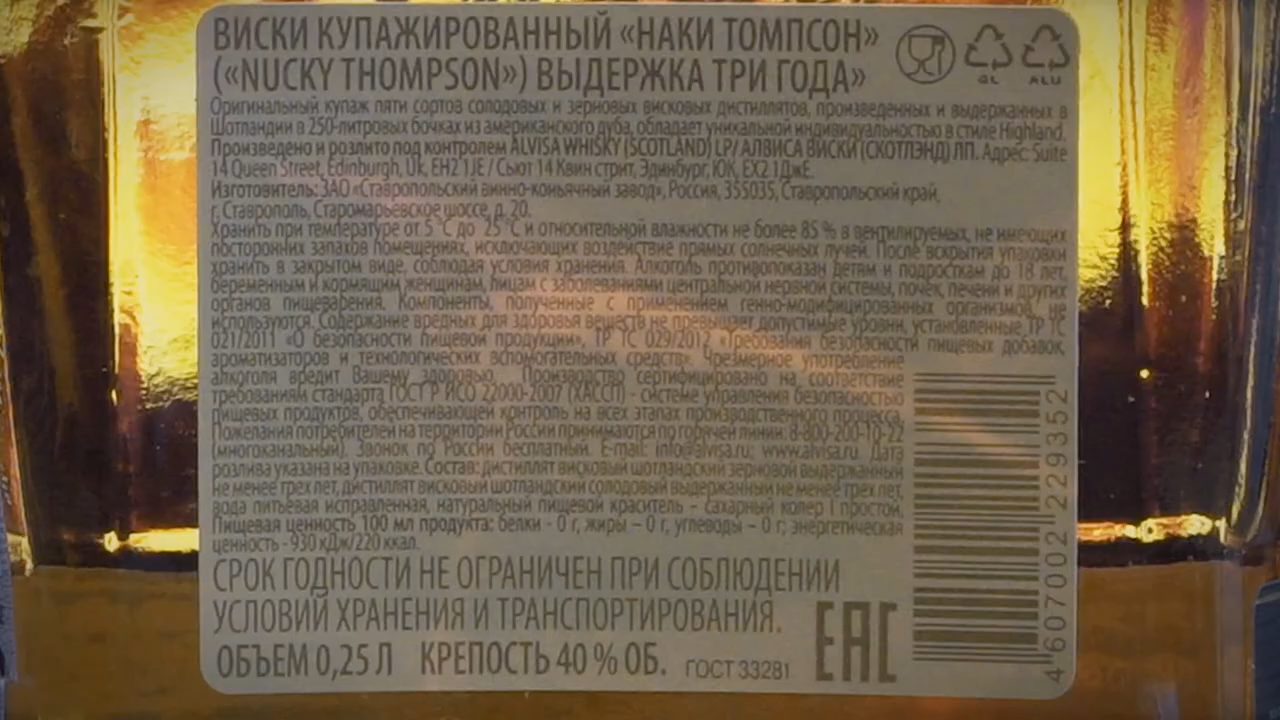 ВИСКИ КУПАЖИРОВАННЫЙ «НАКИ ТОМПСОН»
(«NUCKY THOMPSON») ВЫДЕРЖКА ТРИ ГОДА»
GL ALU
Оригинальный купаж пяти сортов солодовых и зерновых висковых дистиллятов, произведенных и выдержанных в
Шотландии в 250-литровых бочках из американского дуба, обладает уникальной индивидуальностью в стиле Highland.
Произведено и розлито под контролем ALVISA WHISKY (SCOTLAND) LP/ АЛВИСА ВИСКИ (СКОТЛЭНД) ЛП. Адрес: Suite
14 Queen Street, Edinburgh, Uk, EH2 1JE / Сьют 14 Квин стрит, Эдинбург, ЮК, ЕХ2 1ДжЕ.
Изготовитель: ЗАО «Ставропольский винно-коньячный завод», Россия, 355035, Ставропольский край,
г. Ставрополь, Старомарьевское шоссе, д. 20.
Хранить при температуре от 5 °С до 25 °С и относительной влажности не более 85 % в вентилируемых, не имеющих
посторонних запахов помещениях, исключающих воздействие прямых солнечных лучей. После вскрытия упаковки
хранить в закрытом виде, соблюдая условия хранения. Алкоголь противопоказан детям и подросткам до 18 лет,
беременным и кормящим женщинам, лицам с заболеваниями центральной нервной системы, почек, печени и других
органов пищеварения. Компоненты, полученные с применением генно-модифицированных организмов, не
используются. Содержание вредных для здоровья веществ не превышает допустимые уровни, установленные ТР ТС
021/2011 «О безопасности пищевой продукции», ТР ТС 029/2012 «Требования безопасности пищевых добавок,
ароматизаторов и технологических вспомогательных средств». Чрезмерное употребление
алкоголя вредит Вашему здоровью. Производство сертифицировано на соответствие
требованиям стандарта ГОСТ Р ИСО 22000-2007 (ХАССП) - системе управления безопасностью
пищевых продуктов, обеспечивающей контроль на всех этапах производственного процесса.
Пожелания потребителей на территории России принимаются по горячей линии: 8-800-200-10-22
(многоканальный). Звонок по России бесплатный. E-mail: info@alvisa.ru; www.alvisa.ru. Дата
розлива указана на упаковке. Состав: дистиллят висковый шотландский зерновой выдержанный
не менее трех лет, дистиллят висковый шотландский солодовый выдержанный не менее трех лет,
вода питьевая исправленная, натуральный пищевой краситель – сахарный колер I простой.
Пищевая ценность 100 мл продукта: белки - 0 г, жиры – 0 г, углеводы – 0 г; энергетическая
ценность - 930 кДж/220 ккал.
СРОК ГОДНОСТИ НЕ ОГРАНИЧЕН ПРИ СОБЛЮДЕНИИ
УСЛОВИЙ ХРАНЕНИЯ И ТРАНСПОРТИРОВАНИЯ.
ОБЪЕМ 0,25 Л КРЕПОСТЬ 40 % ОБ. ГОСТ 33281
EAC
4 607002 229352